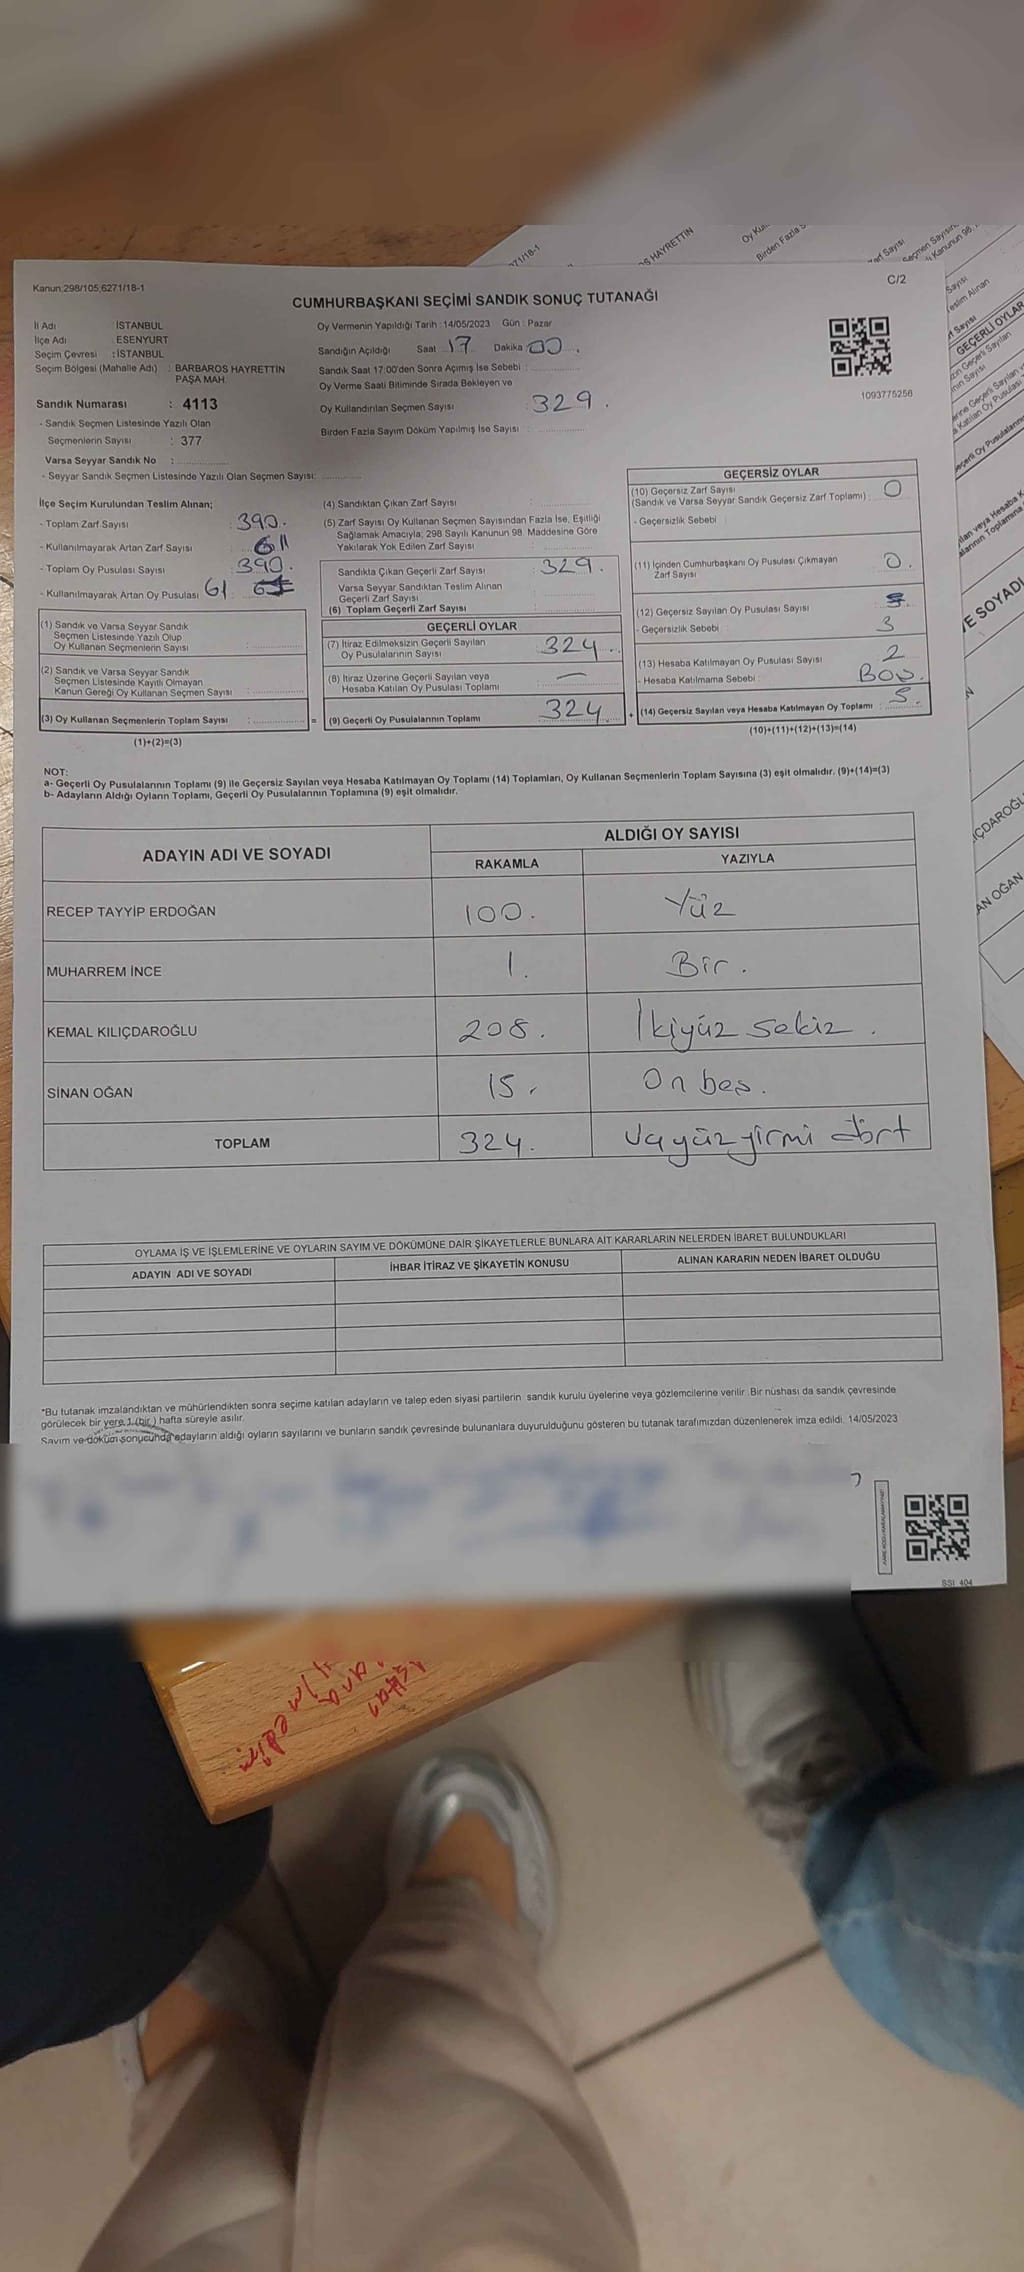 Kanun;298/105,6271/18-1
C/2
CUMHURBAŞKANI SEÇİMİ SANDIK SONUÇ TUTANAĞI
İl Adı : İSTANBUL
İlçe Adı : ESENYURT
Seçim Çevresi : İSTANBUL
Seçim Bölgesi (Mahalle Adı) : BARBAROS HAYRETTİN
PAŞA MAH.
Sandık Numarası : 4113
- Sandık Seçmen Listesinde Yazılı Olan
Seçmenlerin Sayısı : 377
Varsa Seyyar Sandık No :
- Seyyar Sandık Seçmen Listesinde Yazılı Olan Seçmen Sayısı:
Oy Vermenin Yapıldığı Tarih : 14/05/2023 Gün : Pazar
Sandığın Açıldığı Saat 17 Dakika 00.
Sandık Saat 17:00'den Sonra Açımış İse Sebebi :
Oy Verme Saati Bitiminde Sırada Bekleyen ve
Oy Kullandırılan Seçmen Sayısı : 329.
Birden Fazla Sayım Döküm Yapılmış İse Sayısı :
1093775256
İlçe Seçim Kurulundan Teslim Alınan;
- Toplam Zarf Sayısı : 390.
- Kullanılmayarak Artan Zarf Sayısı : 61
- Toplam Oy Pusulası Sayısı : 390.
- Kullanılmayarak Artan Oy Pusulası 61
(1) Sandık ve Varsa Seyyar Sandık
Seçmen Listesinde Yazılı Olup
Oy Kullanan Seçmenlerin Sayısı :
(2) Sandık ve Varsa Seyyar Sandık
Seçmen Listesinde Kayıtlı Olmayan
Kanun Gereği Oy Kullanan Seçmen Sayısı :
(3) Oy Kullanan Seçmenlerin Toplam Sayısı : =
(1)+(2)=(3)
(4) Sandıktan Çıkan Zarf Sayısı :
(5) Zarf Sayısı Oy Kullanan Seçmen Sayısından Fazla İse, Eşitliği
Sağlamak Amacıyla; 298 Sayılı Kanunun 98. Maddesine Göre
Yakılarak Yok Edilen Zarf Sayısı :
Sandıkta Çıkan Geçerli Zarf Sayısı : 329.
Varsa Seyyar Sandıktan Teslim Alınan
Geçerli Zarf Sayısı :
(6) Toplam Geçerli Zarf Sayısı
GEÇERLİ OYLAR
(7) İtiraz Edilmeksizin Geçerli Sayılan
Oy Pusulalarının Sayısı : 324.
(8) İtiraz Üzerine Geçerli Sayılan veya
Hesaba Katılan Oy Pusulası Toplamı : —
(9) Geçerli Oy Pusulalarının Toplamı : 324 +
GEÇERSİZ OYLAR
(10) Geçersiz Zarf Sayısı
(Sandık ve Varsa Seyyar Sandık Geçersiz Zarf Toplamı) : 0
- Geçersizlik Sebebi :
(11) İçinden Cumhurbaşkanı Oy Pusulası Çıkmayan
Zarf Sayısı : 0.
(12) Geçersiz Sayılan Oy Pusulası Sayısı :
- Geçersizlik Sebebi : 3
(13) Hesaba Katılmayan Oy Pusulası Sayısı : 2
- Hesaba Katılmama Sebebi : Boş.
(14) Geçersiz Sayılan veya Hesaba Katılmayan Oy Toplamı : 5.
(10)+(11)+(12)+(13)=(14)
NOT:
a- Geçerli Oy Pusulalarının Toplamı (9) ile Geçersiz Sayılan veya Hesaba Katılmayan Oy Toplamı (14) Toplamları, Oy Kullanan Seçmenlerin Toplam Sayısına (3) eşit olmalıdır. (9)+(14)=(3)
b- Adayların Aldığı Oyların Toplamı, Geçerli Oy Pusulalarının Toplamına (9) eşit olmalıdır.
ADAYIN ADI VE SOYADI ALDIĞI OY SAYISI
RAKAMLA YAZIYLA
RECEP TAYYİP ERDOĞAN 100. Yüz
MUHARREM İNCE 1. Bir.
KEMAL KILIÇDAROĞLU 208. İkiyüz sekiz.
SİNAN OĞAN 15. On beş.
TOPLAM 324. Üçyüzyirmi dört
OYLAMA İŞ VE İŞLEMLERİNE VE OYLARIN SAYIM VE DÖKÜMÜNE DAİR ŞİKAYETLERLE BUNLARA AİT KARARLARIN NELERDEN İBARET BULUNDUKLARI
ADAYIN ADI VE SOYADI İHBAR İTİRAZ VE ŞİKAYETİN KONUSU ALINAN KARARIN NEDEN İBARET OLDUĞU
*Bu tutanak imzalandıktan ve mühürlendikten sonra seçime katılan adayların ve talep eden siyasi partilerin sandık kurulu üyelerine veya gözlemcilerine verilir. Bir nüshası da sandık çevresinde
görülecek bir yere 1 (bir) hafta süreyle asılır.
Sayım ve döküm sonucunda adayların aldığı oyların sayılarını ve bunların sandık çevresinde bulunanlara duyurulduğunu gösteren bu tutanak tarafımızdan düzenlenerek imza edildi. 14/05/2023
BSI: 404